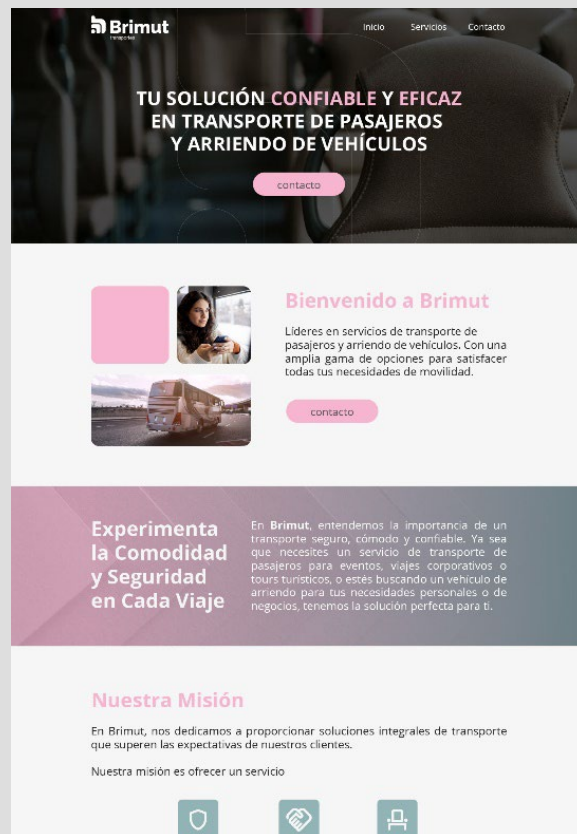 Brimut
transportes
Inicio Servicios Contacto
TU SOLUCIÓN CONFIABLE Y EFICAZ
EN TRANSPORTE DE PASAJEROS
Y ARRIENDO DE VEHÍCULOS
contacto
Bienvenido a Brimut
Líderes en servicios de transporte de
pasajeros y arriendo de vehículos. Con una
amplia gama de opciones para satisfacer
todas tus necesidades de movilidad.
contacto
Experimenta
la Comodidad
y Seguridad
en Cada Viaje
En Brimut, entendemos la importancia de un
transporte seguro, cómodo y confiable. Ya sea
que necesites un servicio de transporte de
pasajeros para eventos, viajes corporativos o
tours turísticos, o estés buscando un vehículo de
arriendo para tus necesidades personales o de
negocios, tenemos la solución perfecta para ti.
Nuestra Misión
En Brimut, nos dedicamos a proporcionar soluciones integrales de transporte
que superen las expectativas de nuestros clientes.
Nuestra misión es ofrecer un servicio